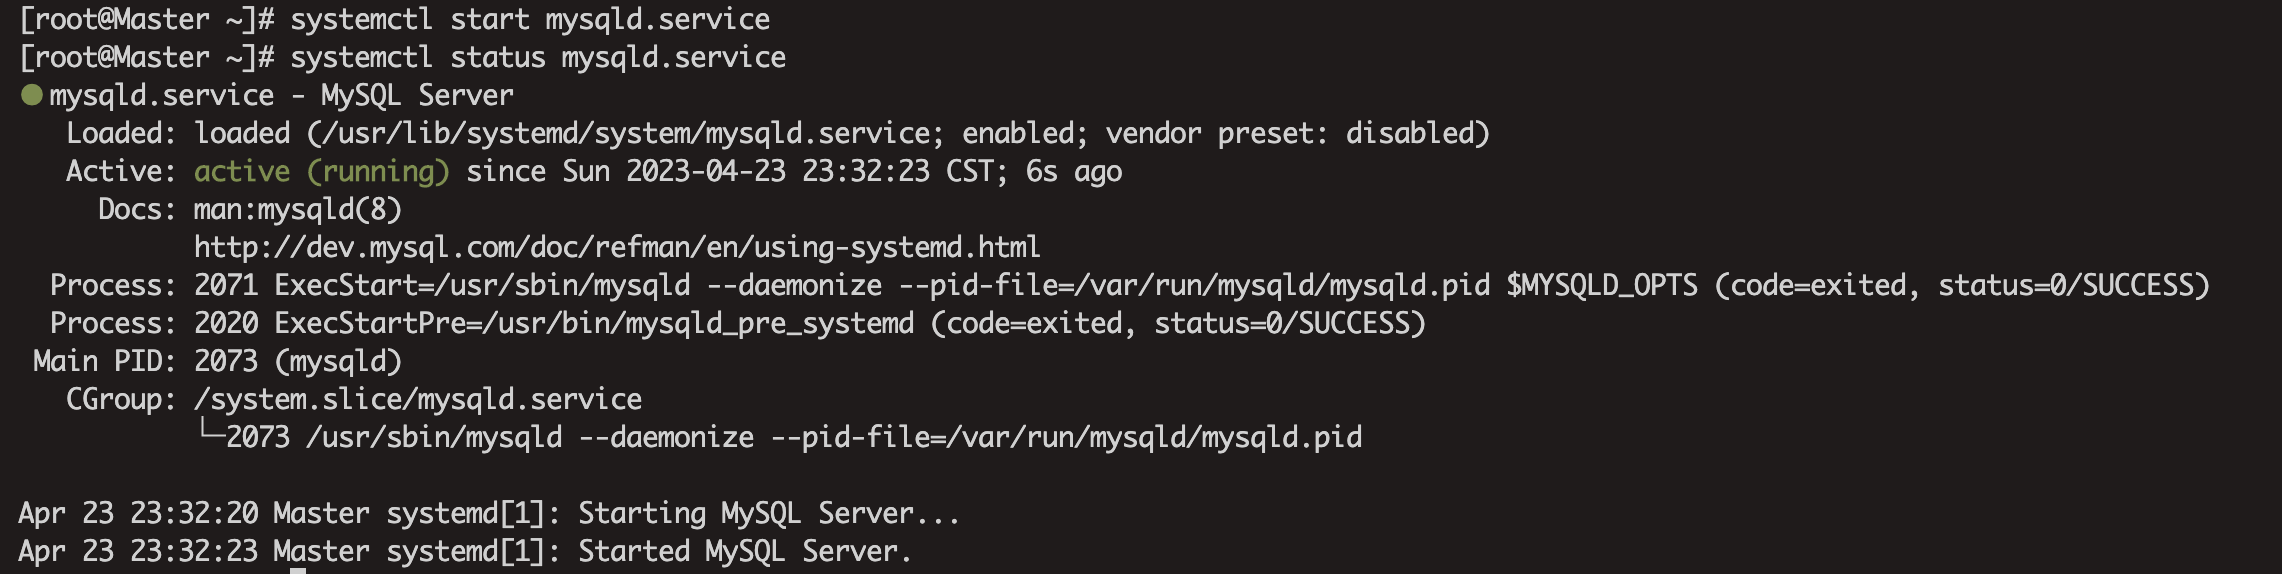 [root@Master ~]# systemctl start mysqld.service
[root@Master ~]# systemctl status mysqld.service
● mysqld.service - MySQL Server
   Loaded: loaded (/usr/lib/systemd/system/mysqld.service; enabled; vendor preset: disabled)
   Active: active (running) since Sun 2023-04-23 23:32:23 CST; 6s ago
     Docs: man:mysqld(8)
           http://dev.mysql.com/doc/refman/en/using-systemd.html
  Process: 2071 ExecStart=/usr/sbin/mysqld --daemonize --pid-file=/var/run/mysqld/mysqld.pid $MYSQLD_OPTS (code=exited, status=0/SUCCESS)
  Process: 2020 ExecStartPre=/usr/bin/mysqld_pre_systemd (code=exited, status=0/SUCCESS)
 Main PID: 2073 (mysqld)
   CGroup: /system.slice/mysqld.service
           └─2073 /usr/sbin/mysqld --daemonize --pid-file=/var/run/mysqld/mysqld.pid

Apr 23 23:32:20 Master systemd[1]: Starting MySQL Server...
Apr 23 23:32:23 Master systemd[1]: Started MySQL Server.